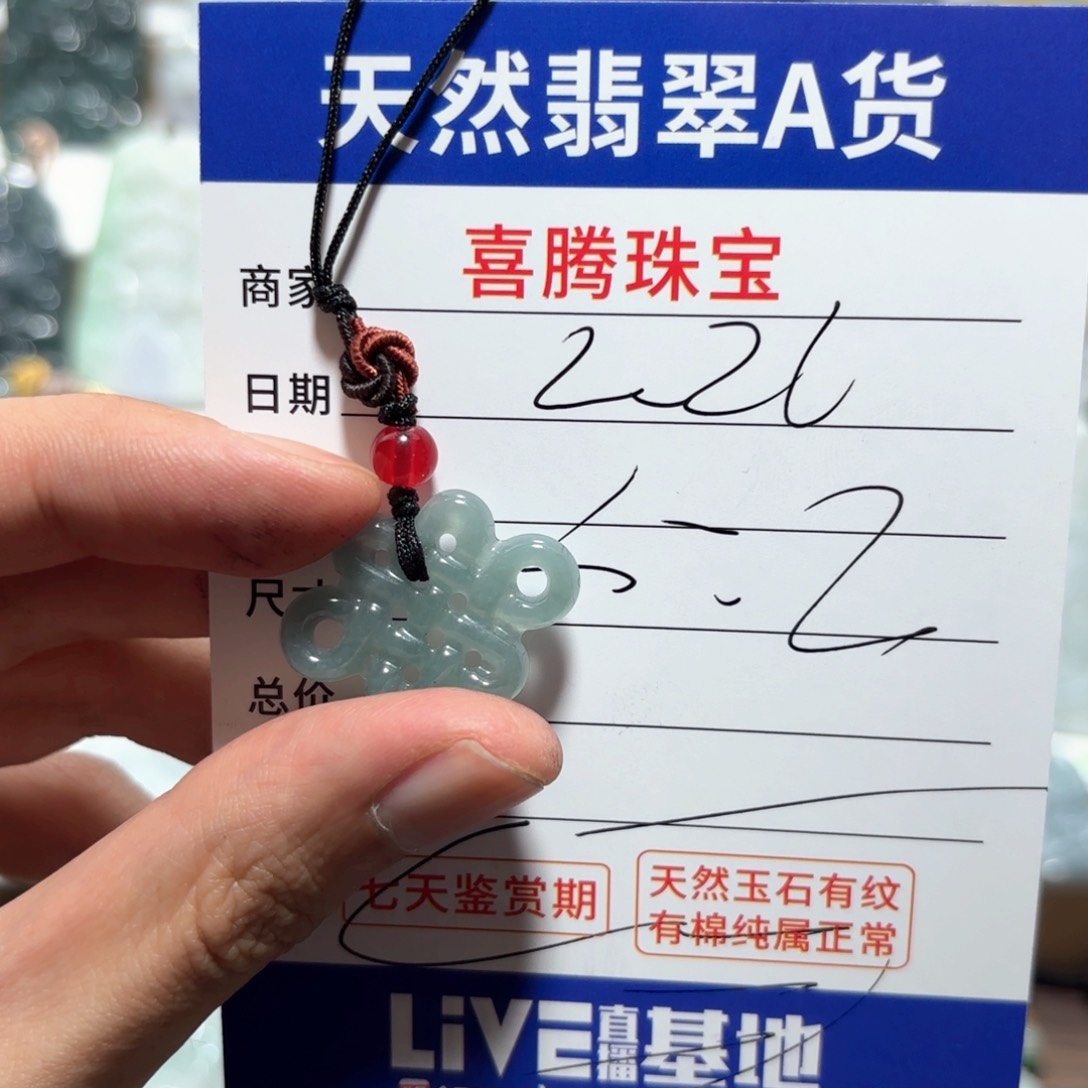 天然翡翠A货
商家 喜腾珠宝
日期 226
6:2
尺寸
总价
七天鉴赏期
天然玉石有纹
有棉纯属正常
LiVE直播基地